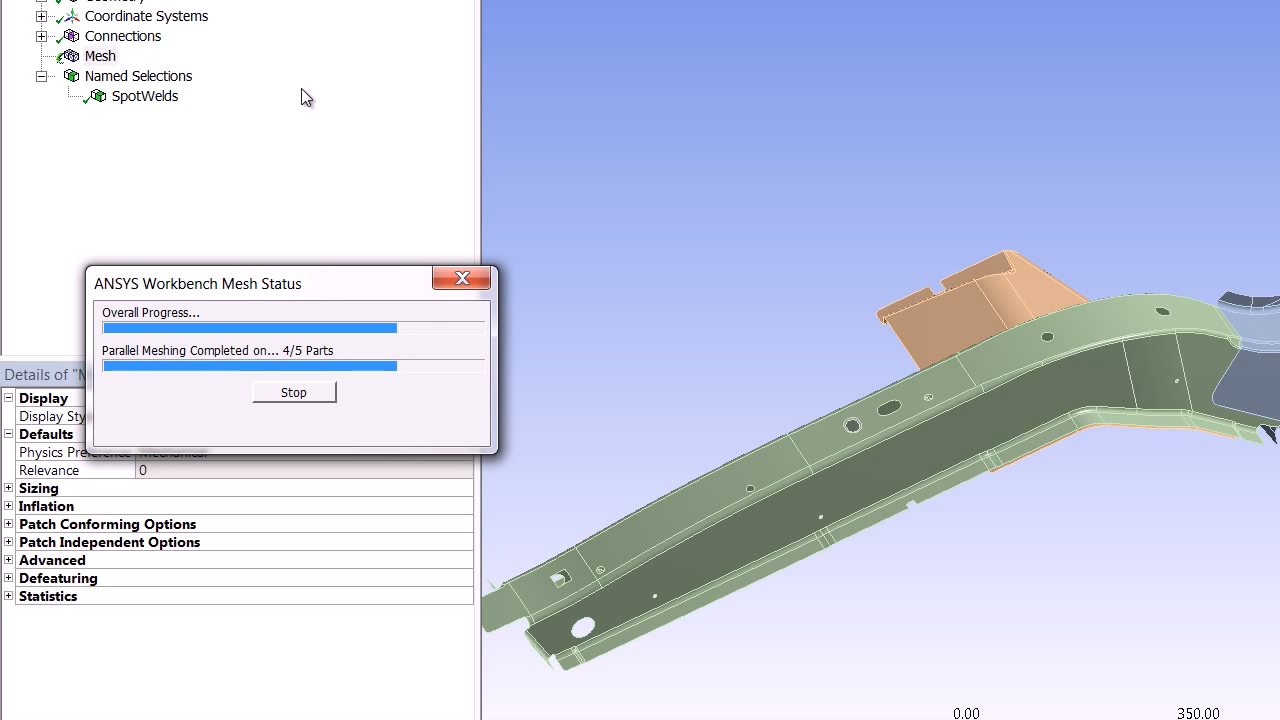 Geometry
Coordinate Systems
Connections
Mesh
Named Selections
SpotWelds
ANSYS Workbench Mesh Status
Overall Progress...
Parallel Meshing Completed on... 4/5 Parts
Stop
Details of "M
Display
Display Sty
Defaults
Physics Preference Mechanical
Relevance 0
Sizing
Inflation
Patch Conforming Options
Patch Independent Options
Advanced
Defeaturing
Statistics
0.00 350.00